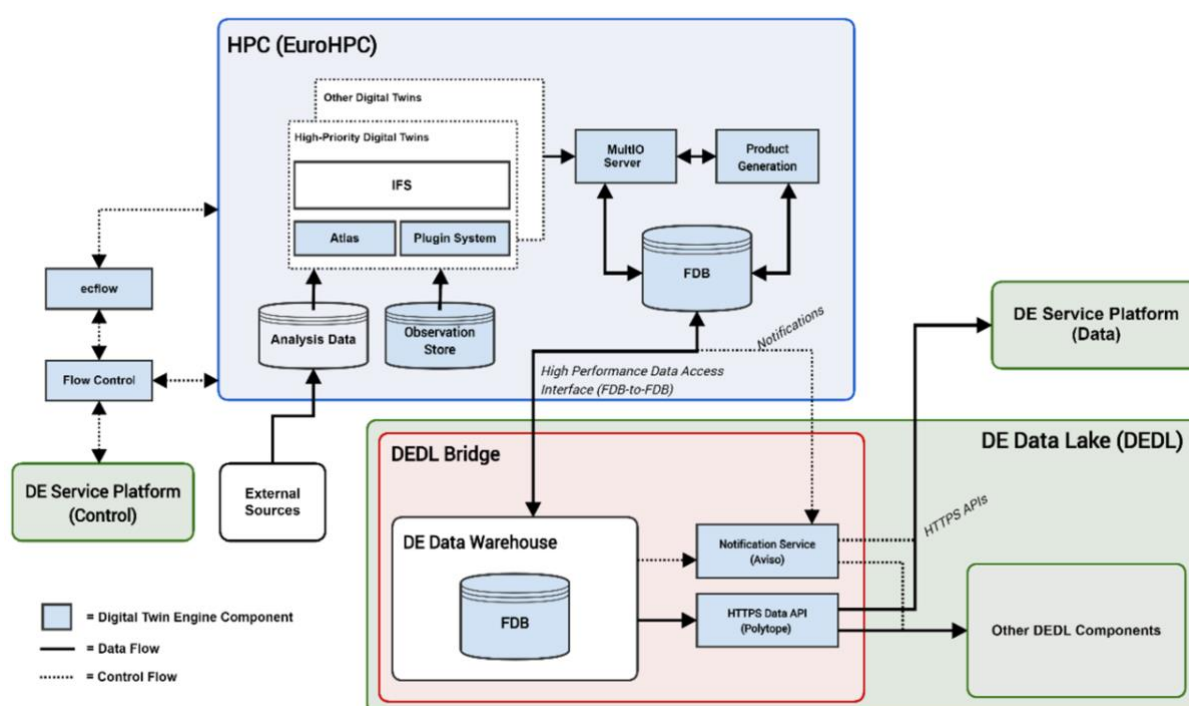 HPC (EuroHPC)
Other Digital Twins
High-Priority Digital Twins
IFS
Atlas
Plugin System
MultIO
Server
Product
Generation
FDB
ecflow
Flow Control
Analysis Data
Observation
Store
Notifications
High Performance Data Access
Interface (FDB-to-FDB)
DE Service Platform
(Data)
DE Service Platform
(Control)
External
Sources
DEDL Bridge
DE Data Lake (DEDL)
DE Data Warehouse
FDB
Notification Service
(Aviso)
HTTPS Data API
(Polytope)
HTTPS APIs
Other DEDL Components
= Digital Twin Engine Component
= Data Flow
= Control Flow